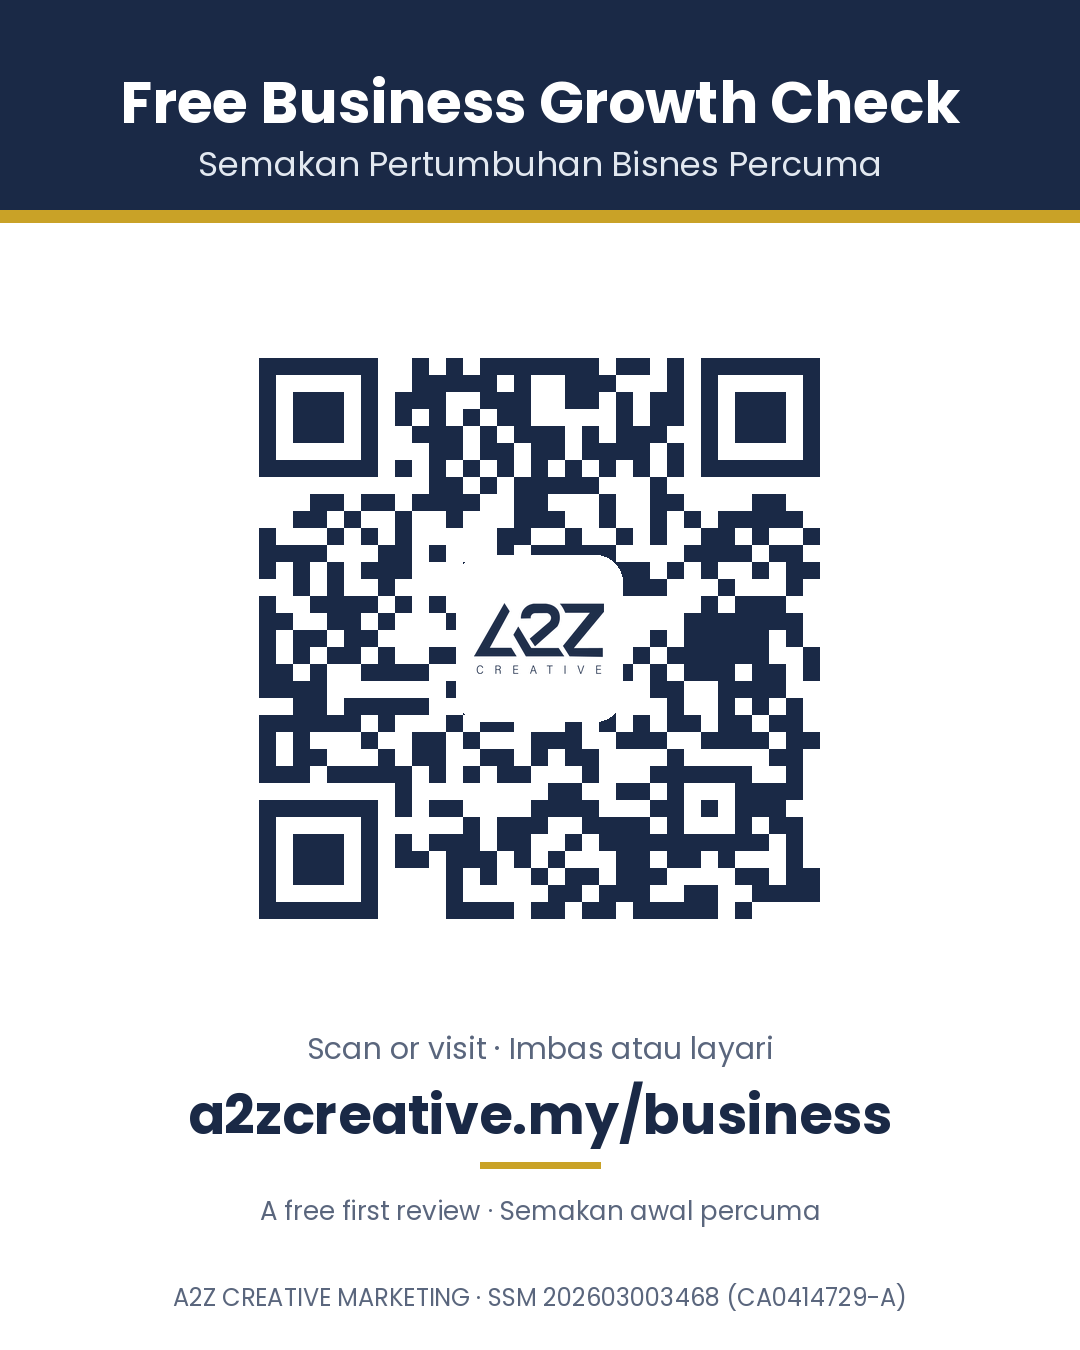 Free Business Growth Check
Semakan Pertumbuhan Bisnes Percuma
A2Z
CREATIVE
Scan or visit · Imbas atau layari
a2zcreative.my/business
A free first review · Semakan awal percuma
A2Z CREATIVE MARKETING · SSM 202603003468 (CA0414729-A)